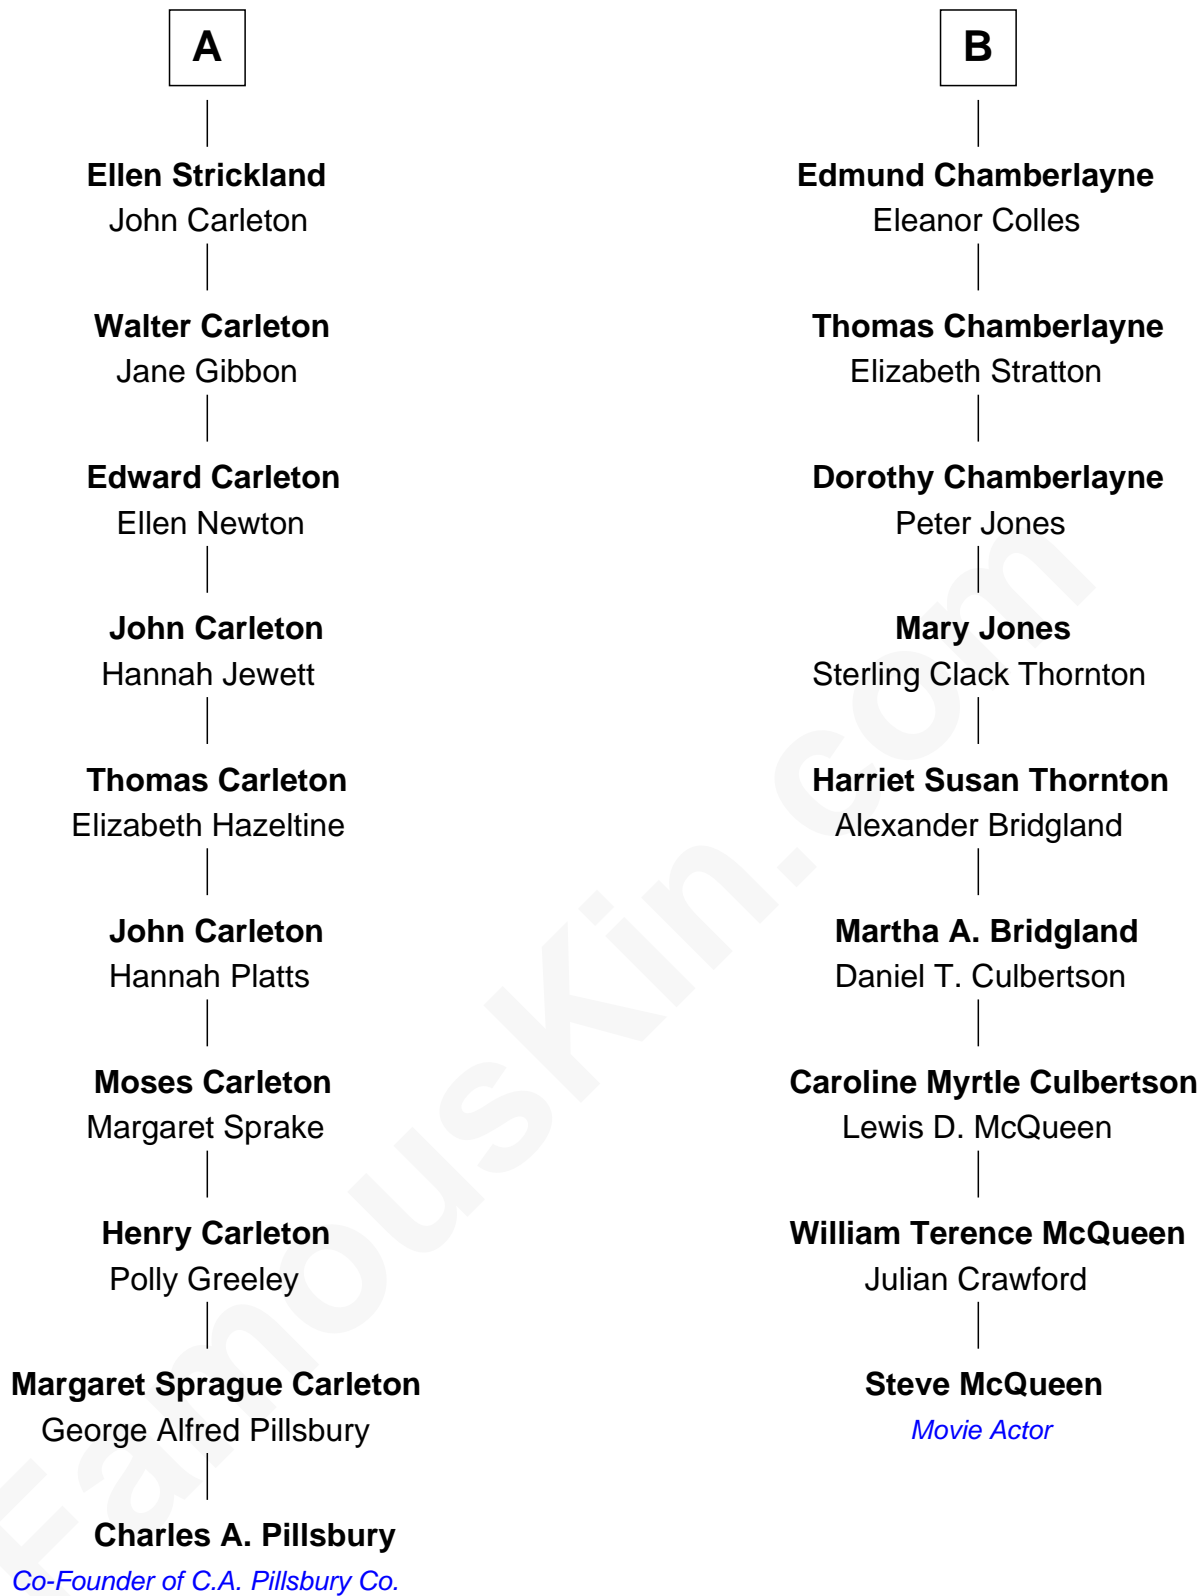 A
Ellen Strickland
John Carleton
Walter Carleton
Jane Gibbon
Edward Carleton
Ellen Newton
John Carleton
Hannah Jewett
Thomas Carleton
Elizabeth Hazeltine
John Carleton
Hannah Platts
Moses Carleton
Margaret Sprake
Henry Carleton
Polly Greeley
Margaret Sprague Carleton
George Alfred Pillsbury
Charles A. Pillsbury
Co-Founder of C.A. Pillsbury Co.
B
Edmund Chamberlayne
Eleanor Colles
Thomas Chamberlayne
Elizabeth Stratton
Dorothy Chamberlayne
Peter Jones
Mary Jones
Sterling Clack Thornton
Harriet Susan Thornton
Alexander Bridgland
Martha A. Bridgland
Daniel T. Culbertson
Caroline Myrtle Culbertson
Lewis D. McQueen
William Terence McQueen
Julian Crawford
Steve McQueen
Movie Actor
FamousKin.com